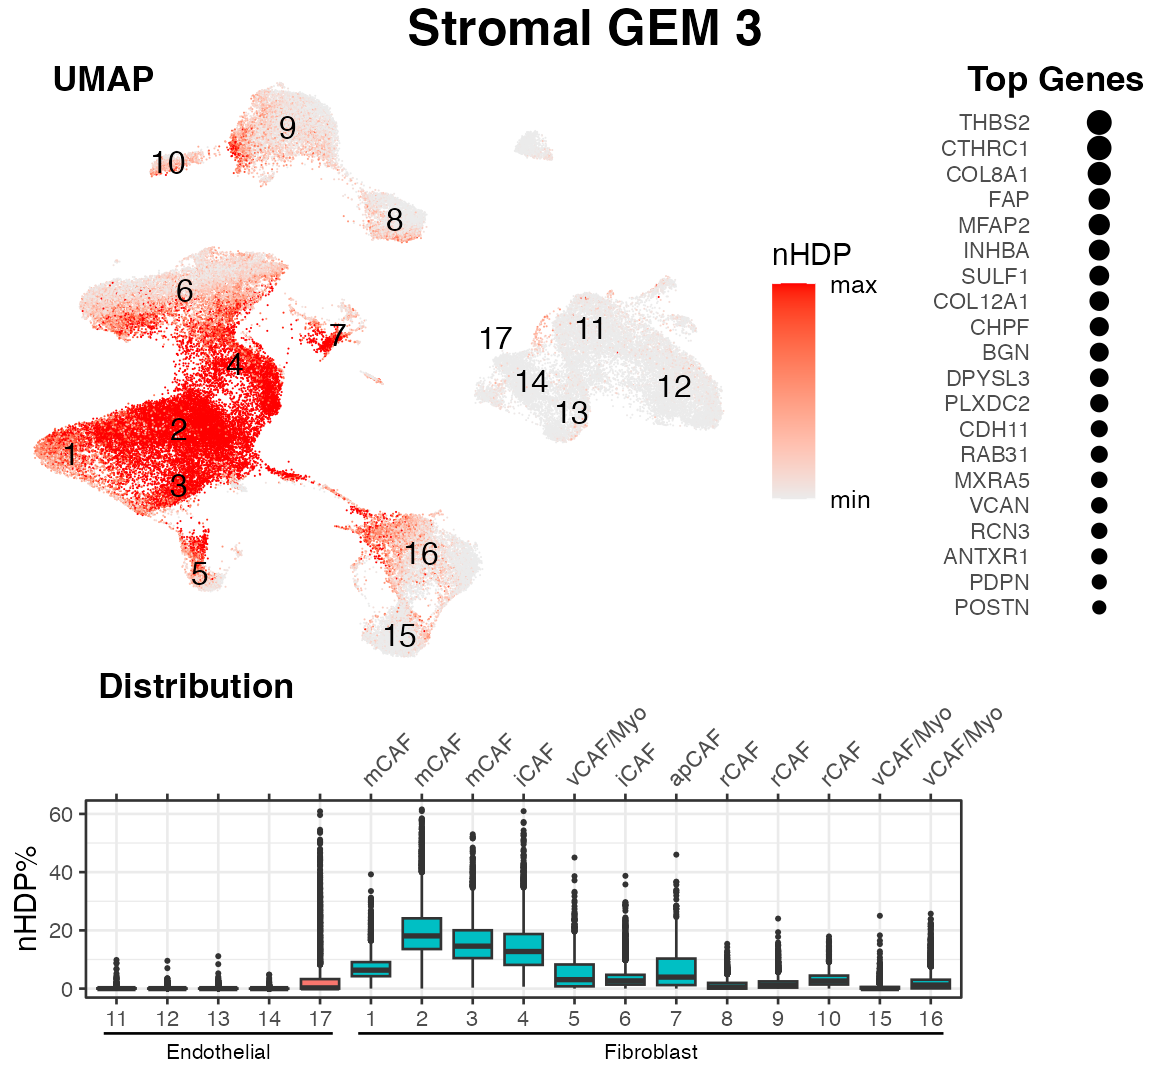 Stromal GEM 3
UMAP
Top Genes
9
10
8
6
7
4
2
1
3
5
16
15
17
11
14
12
13
nHDP
max
min
THBS2
CTHRC1
COL8A1
FAP
MFAP2
INHBA
SULF1
COL12A1
CHPF
BGN
DPYSL3
PLXDC2
CDH11
RAB31
MXRA5
VCAN
RCN3
ANTXR1
PDPN
POSTN
Distribution
mCAF mCAF mCAF iCAF vCAF/Myo iCAF apCAF rCAF rCAF rCAF vCAF/Myo vCAF/Myo
nHDP%
60
40
20
0
11 12 13 14 17 1 2 3 4 5 6 7 8 9 10 15 16
Endothelial Fibroblast